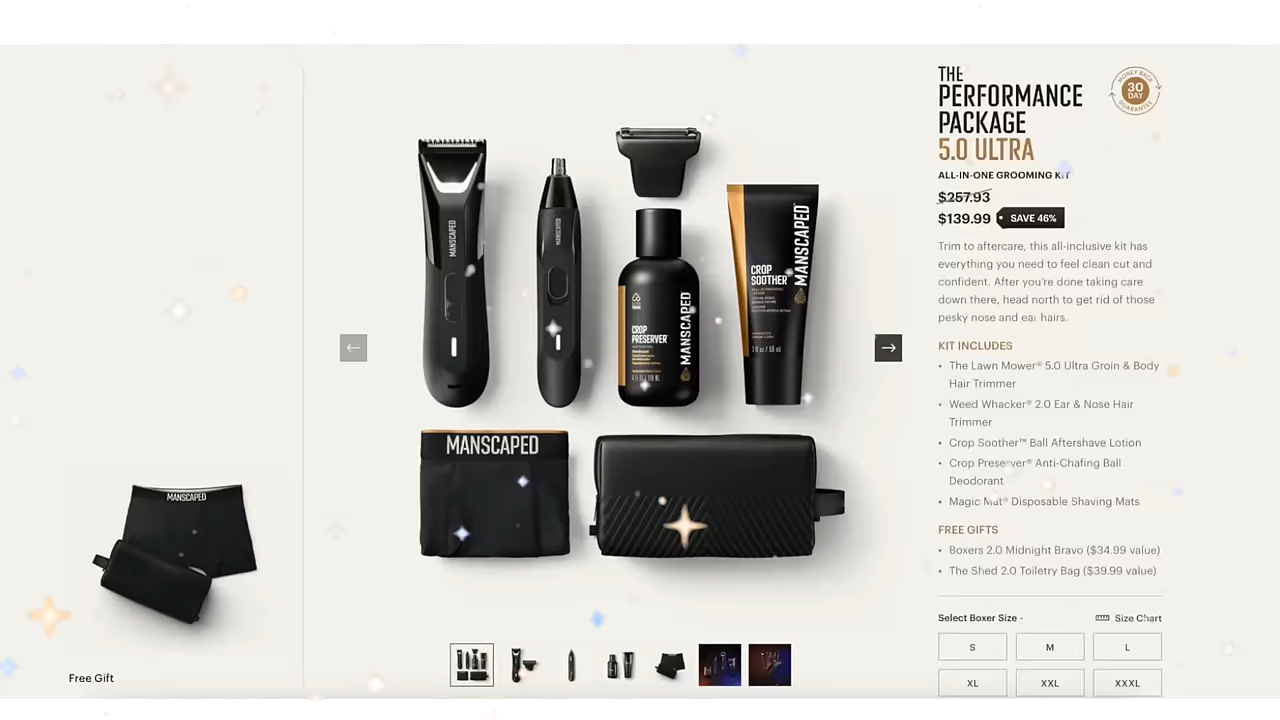 MANSCAPED
Free Gift
MANSCAPED
MANSCAPED
CROP
PRESERVER
MANSCAPED
CROP
SOOTHER
MANSCAPED
MANSCAPED
THE
PERFORMANCE
PACKAGE
5.0 ULTRA
MONEY BACK
30
DAY
GUARANTEE
ALL-IN-ONE GROOMING KIT
$257.93
$139.99 SAVE 46%
Trim to aftercare, this all-inclusive kit has
everything you need to feel clean cut and
confident. After you're done taking care
down there, head north to get rid of those
pesky nose and ear hairs.
KIT INCLUDES
• The Lawn Mower® 5.0 Ultra Groin & Body
Hair Trimmer
• Weed Whacker® 2.0 Ear & Nose Hair
Trimmer
• Crop Soother™ Ball Aftershave Lotion
• Crop Preserver® Anti-Chafing Ball
Deodorant
• Magic Mat® Disposable Shaving Mats
FREE GIFTS
• Boxers 2.0 Midnight Bravo ($34.99 value)
• The Shed 2.0 Toiletry Bag ($39.99 value)
Select Boxer Size -
Size Chart
S M L
XL XXL XXXL